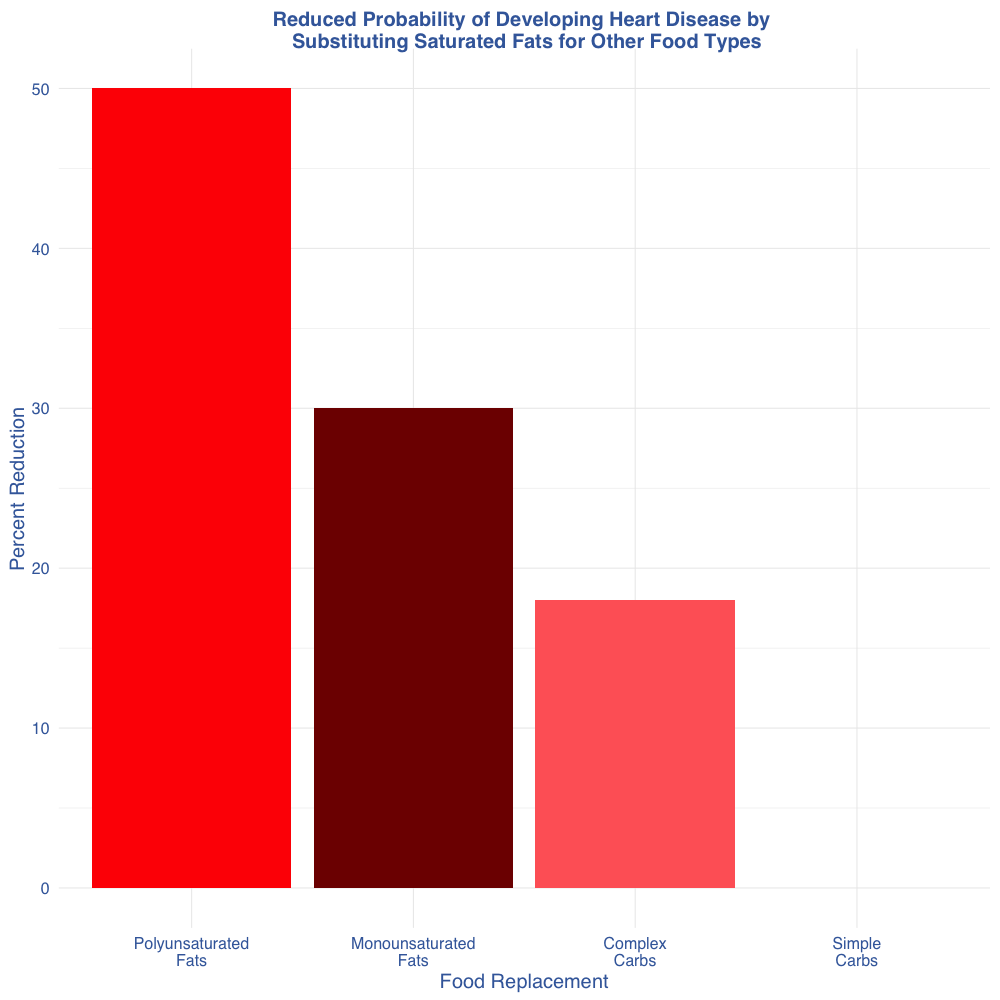 Reduced Probability of Developing Heart Disease by
Substituting Saturated Fats for Other Food Types
Percent Reduction
50
40
30
20
10
0
Polyunsaturated
Fats
Monounsaturated
Fats
Complex
Carbs
Simple
Carbs
Food Replacement